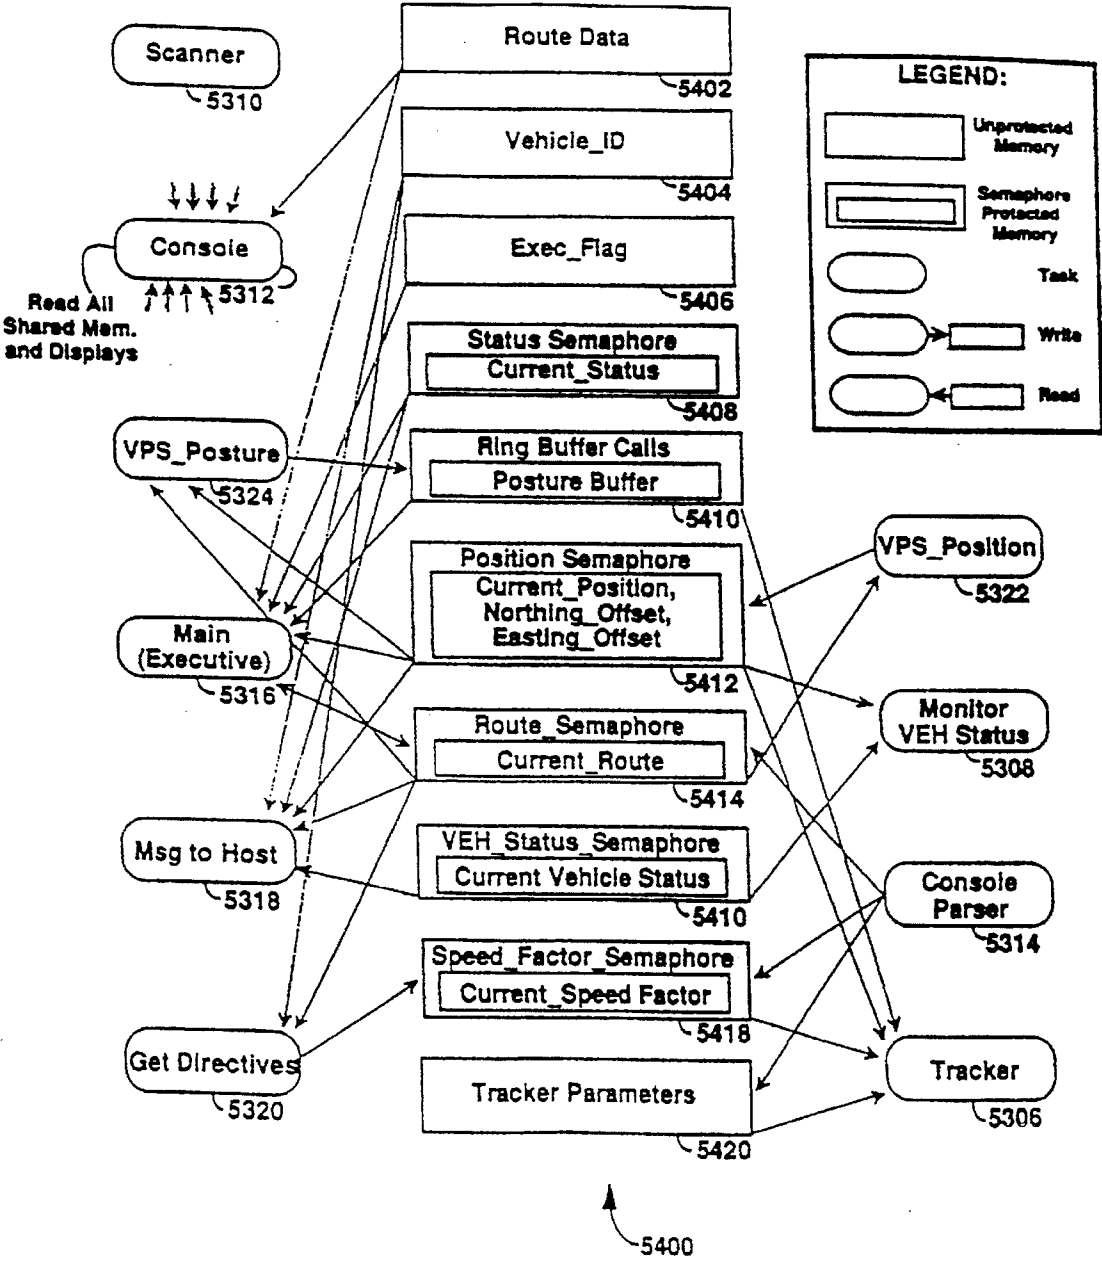 Scanner
5310
Console
5312
Read All
Shared Mem.
and Displays
VPS_Posture
5324
Main
(Executive)
5316
Msg to Host
5318
Get Directives
5320
Route Data
5402
Vehicle_ID
5404
Exec_Flag
5406
Status Semaphore
Current_Status
5408
Ring Buffer Calls
Posture Buffer
5410
Position Semaphore
Current_Position,
Northing_Offset,
Easting_Offset
5412
Route_Semaphore
Current_Route
5414
VEH_Status_Semaphore
Current Vehicle Status
5410
Speed_Factor_Semaphore
Current_Speed Factor
5418
Tracker Parameters
5420
5400
LEGEND:
Unprotected
Memory
Semaphore
Protected
Memory
Task
Write
Read
VPS_Position
5322
Monitor
VEH Status
5308
Console
Parser
5314
Tracker
5306